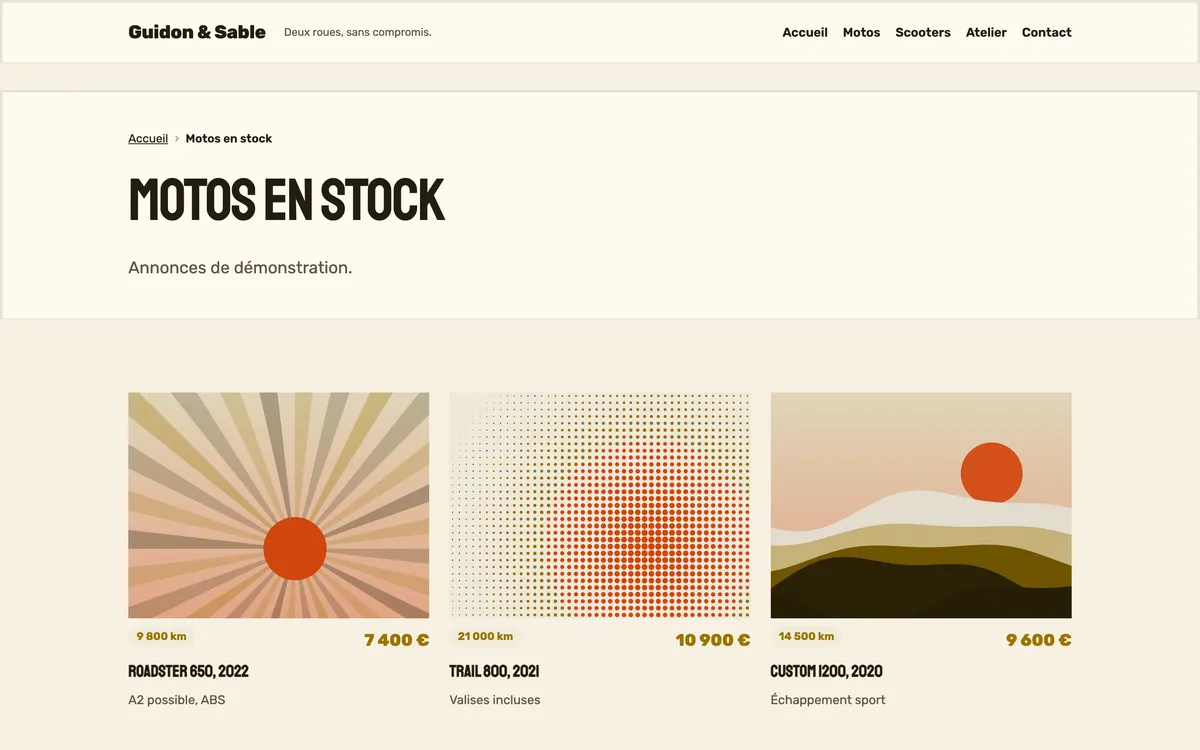 Guidon & Sable
Deux roues, sans compromis.
Accueil Motos Scooters Atelier Contact
Accueil › Motos en stock
MOTOS EN STOCK
Annonces de démonstration.
9 800 km
7 400 €
ROADSTER 650, 2022
A2 possible, ABS
21 000 km
10 900 €
TRAIL 800, 2021
Valises incluses
14 500 km
9 600 €
CUSTOM 1200, 2020
Échappement sport